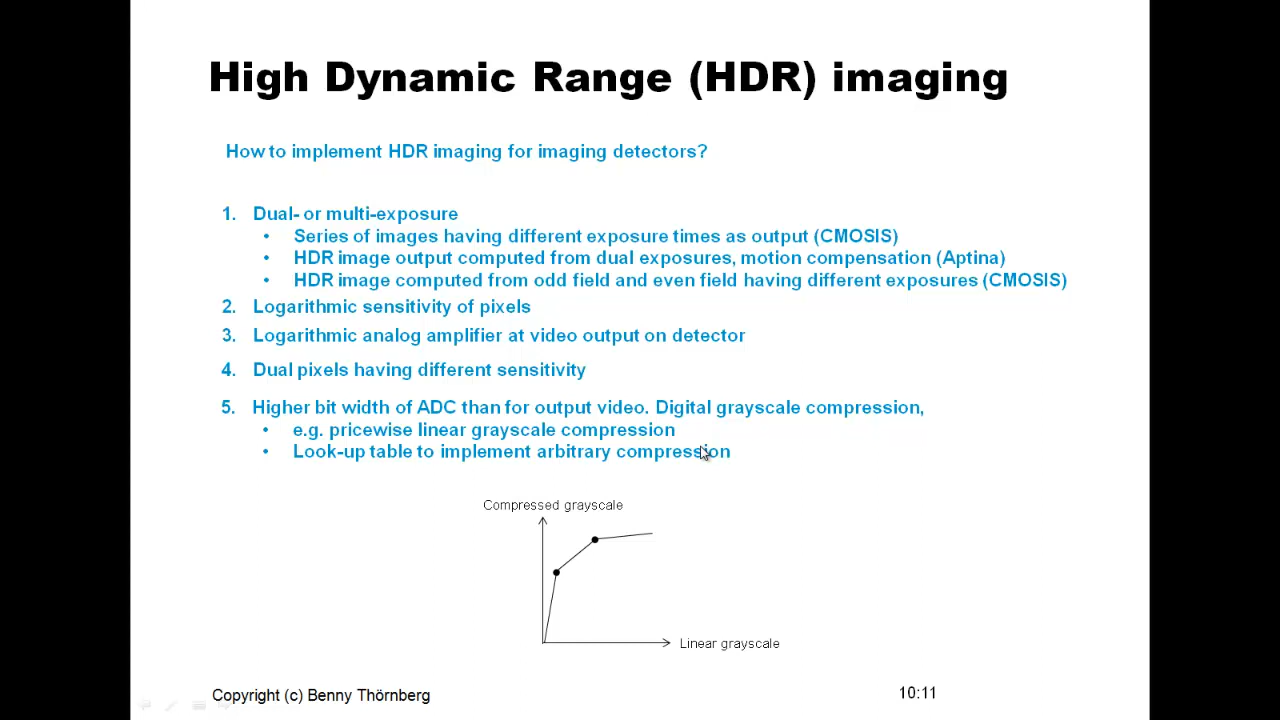 High Dynamic Range (HDR) imaging
How to implement HDR imaging for imaging detectors?
1. Dual- or multi-exposure
• Series of images having different exposure times as output (CMOSIS)
• HDR image output computed from dual exposures, motion compensation (Aptina)
• HDR image computed from odd field and even field having different exposures (CMOSIS)
2. Logarithmic sensitivity of pixels
3. Logarithmic analog amplifier at video output on detector
4. Dual pixels having different sensitivity
5. Higher bit width of ADC than for output video. Digital grayscale compression,
• e.g. pricewise linear grayscale compression
• Look-up table to implement arbitrary compression
Compressed grayscale
Linear grayscale
Copyright (c) Benny Thörnberg
10:11